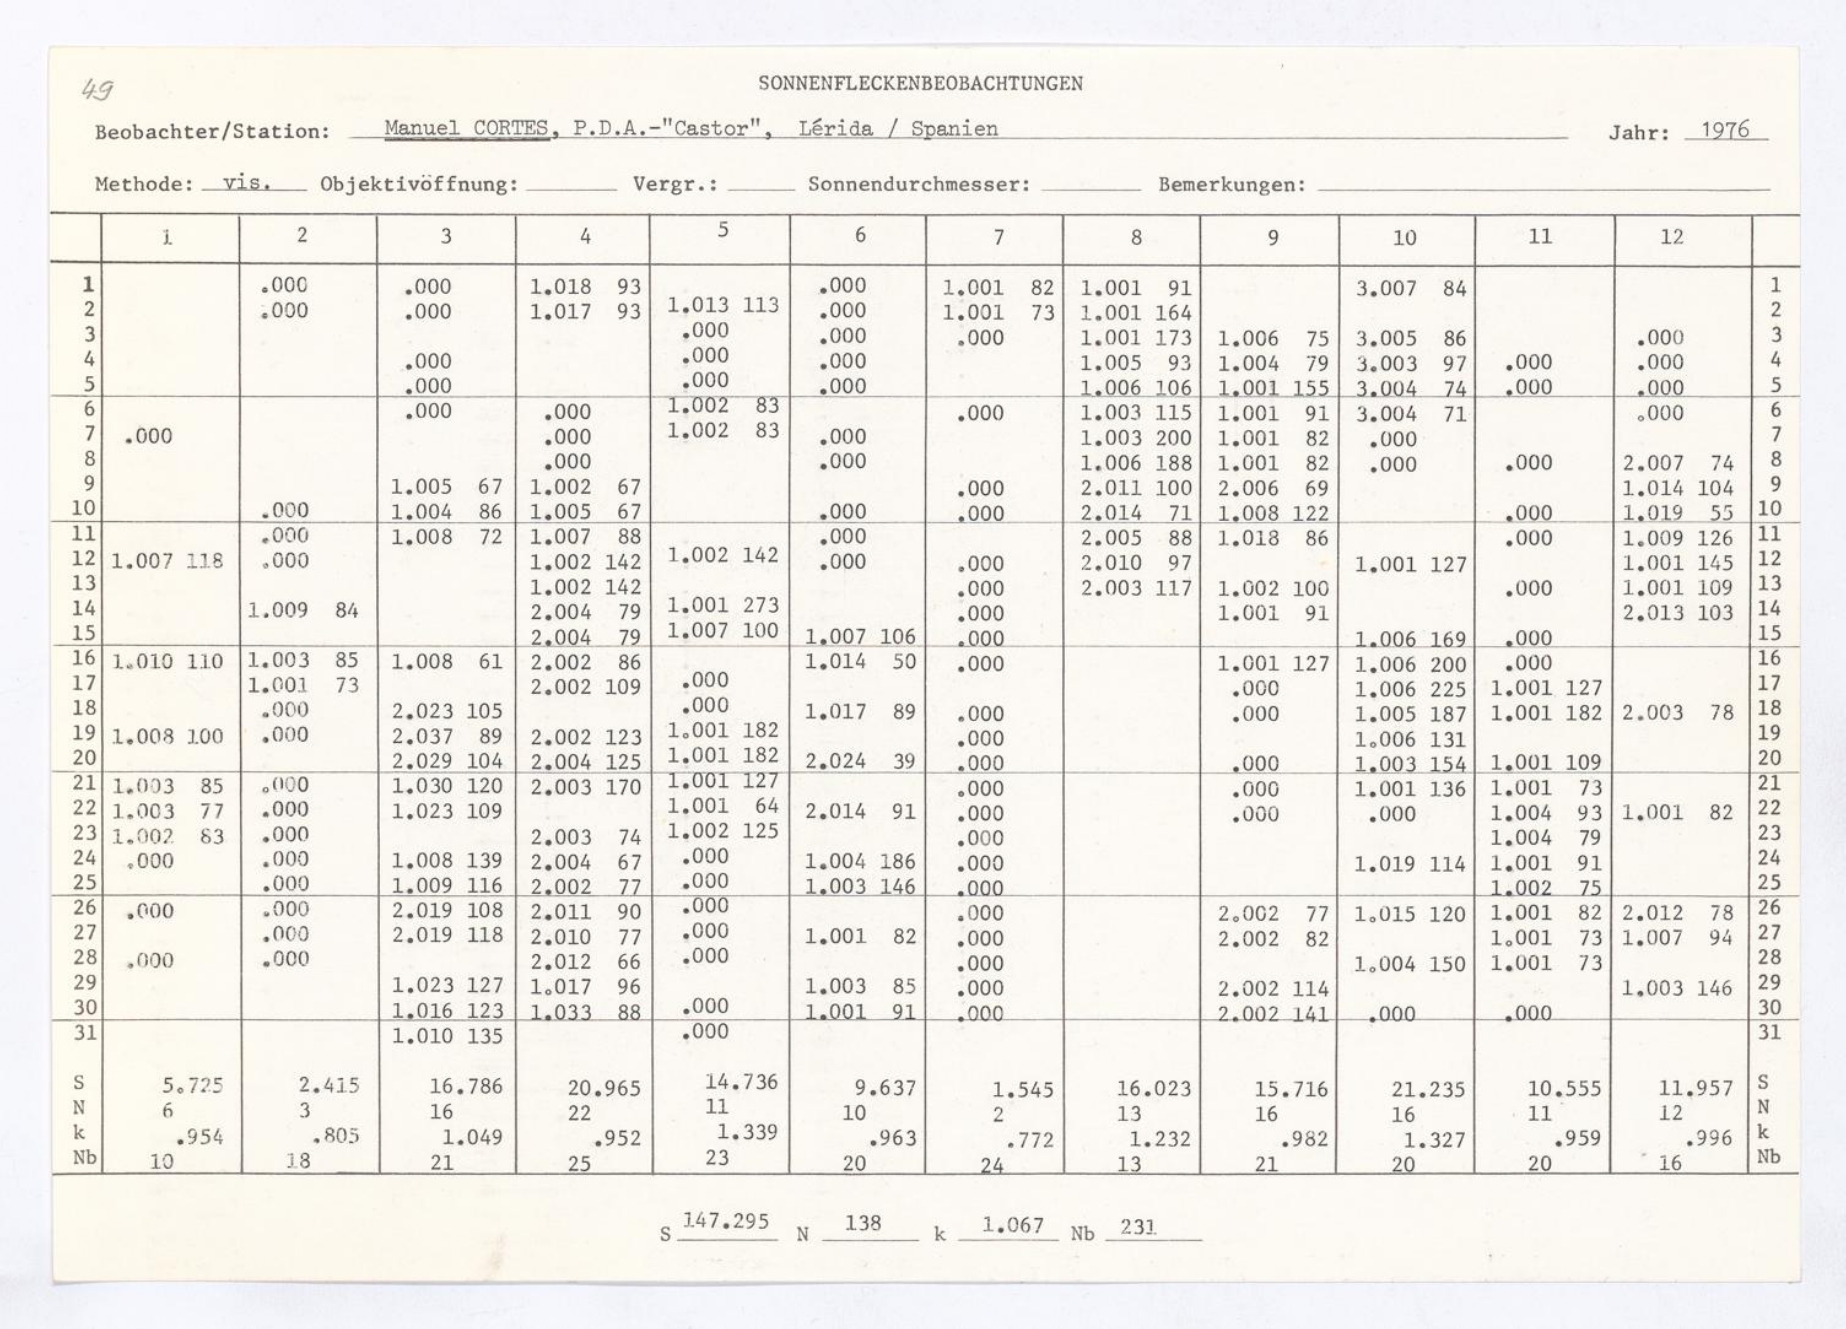 49
SONNENFLECKENBEOBACHTUNGEN
Beobachter/Station: Manuel CORTES, P.D.A.-"Castor", Lérida / Spanien Jahr: 1976
Methode: vis. Objektivöffnung: Vergr.: Sonnendurchmesser: Bemerkungen:
1 2 3 4 5 6 7 8 9 10 11 12
1 .000 .000 1.018 93 .000 1.001 82 1.001 91 3.007 84 1
2 .000 .000 1.017 93 1.013 113 .000 1.001 73 1.001 164 2
3 .000 .000 .000 1.001 173 1.006 75 3.005 86 .000 3
4 .000 .000 .000 1.005 93 1.004 79 3.003 97 .000 .000 4
5 .000 .000 .000 1.006 106 1.001 155 3.004 74 .000 .000 5
6 .000 .000 1.002 83 .000 1.003 115 1.001 91 3.004 71 .000 6
7 .000 .000 1.002 83 .000 1.003 200 1.001 82 .000 7
8 .000 .000 1.006 188 1.001 82 .000 .000 2.007 74 8
9 1.005 67 1.002 67 .000 2.011 100 2.006 69 1.014 104 9
10 .000 1.004 86 1.005 67 .000 .000 2.014 71 1.008 122 .000 1.019 55 10
11 .000 1.008 72 1.007 88 .000 2.005 88 1.018 86 .000 1.009 126 11
12 1.007 118 .000 1.002 142 1.002 142 .000 .000 2.010 97 1.001 127 1.001 145 12
13 1.002 142 .000 2.003 117 1.002 100 .000 1.001 109 13
14 1.009 84 2.004 79 1.001 273 .000 1.001 91 2.013 103 14
15 2.004 79 1.007 100 1.007 106 .000 1.006 169 .000 15
16 1.010 110 1.003 85 1.008 61 2.002 86 1.014 50 .000 1.001 127 1.006 200 .000 16
17 1.001 73 2.002 109 .000 .000 1.006 225 1.001 127 17
18 .000 2.023 105 .000 1.017 89 .000 .000 1.005 187 1.001 182 2.003 78 18
19 1.008 100 .000 2.037 89 2.002 123 1.001 182 .000 1.006 131 19
20 2.029 104 2.004 125 1.001 182 2.024 39 .000 .000 1.003 154 1.001 109 20
21 1.003 85 .000 1.030 120 2.003 170 1.001 127 .000 .000 1.001 136 1.001 73 21
22 1.003 77 .000 1.023 109 1.001 64 2.014 91 .000 .000 .000 1.004 93 1.001 82 22
23 1.002 83 .000 2.003 74 1.002 125 .000 1.004 79 23
24 .000 .000 1.008 139 2.004 67 .000 1.004 186 .000 1.019 114 1.001 91 24
25 .000 1.009 116 2.002 77 .000 1.003 146 .000 1.002 75 25
26 .000 .000 2.019 108 2.011 90 .000 .000 2.002 77 1.015 120 1.001 82 2.012 78 26
27 .000 2.019 118 2.010 77 .000 1.001 82 .000 2.002 82 1.001 73 1.007 94 27
28 .000 .000 2.012 66 .000 .000 1.004 150 1.001 73 28
29 1.023 127 1.017 96 1.003 85 .000 2.002 114 1.003 146 29
30 1.016 123 1.033 88 .000 1.001 91 .000 2.002 141 .000 .000 30
31 1.010 135 .000 31
S 5.725 2.415 16.786 20.965 14.736 9.637 1.545 16.023 15.716 21.235 10.555 11.957 S
N 6 3 16 22 11 10 2 13 16 16 11 12 N
k .954 .805 1.049 .952 1.339 .963 .772 1.232 .982 1.327 .959 .996 k
Nb 10 18 21 25 23 20 24 13 21 20 20 16 Nb
S 147.295 N 138 k 1.067 Nb 231